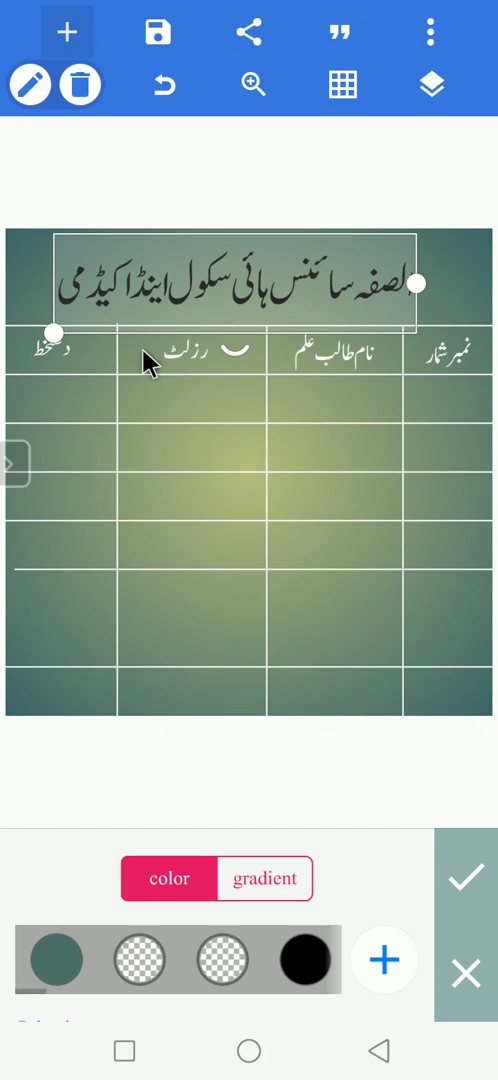 الصفہ سائنس ہائی سکول اینڈ اکیڈمی
نمبر شمار
نام طالب علم
رزلٹ
دستخط
color
gradient